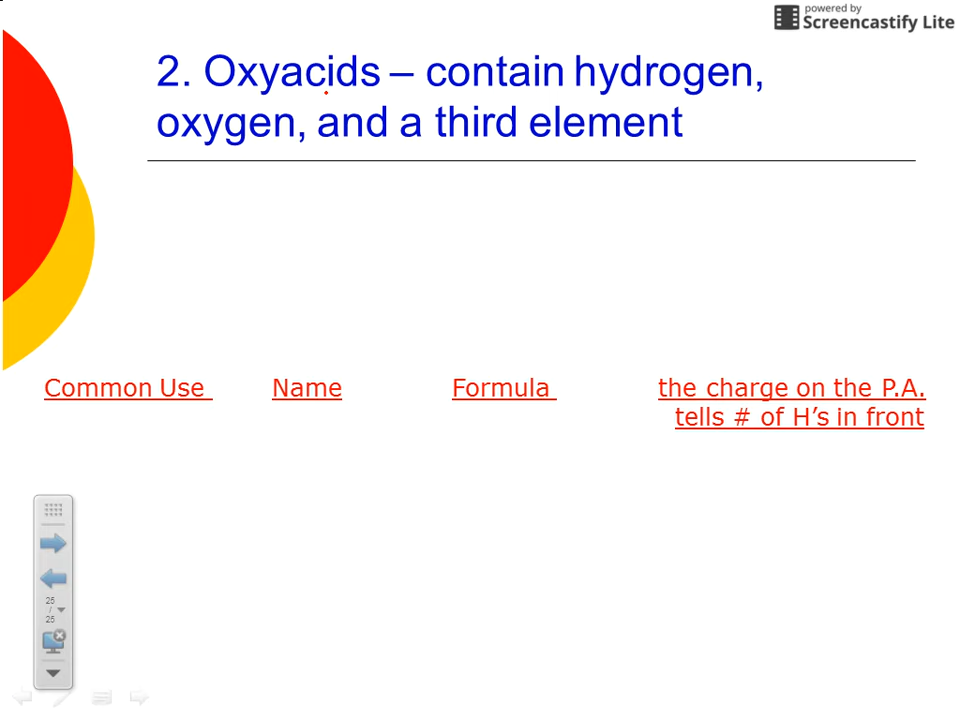 powered by
Screencastify Lite
2. Oxyacids – contain hydrogen,
oxygen, and a third element
Common Use Name Formula the charge on the P.A.
tells # of H’s in front
25
/
25